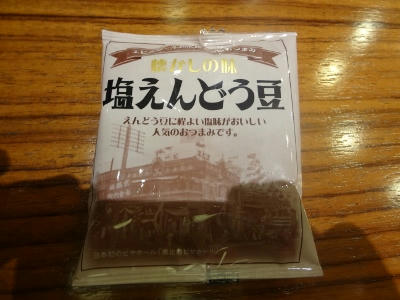 懐かしの味
塩えんどう豆
えんどう豆に程よい塩味がおいしい
人気のおつまみです。